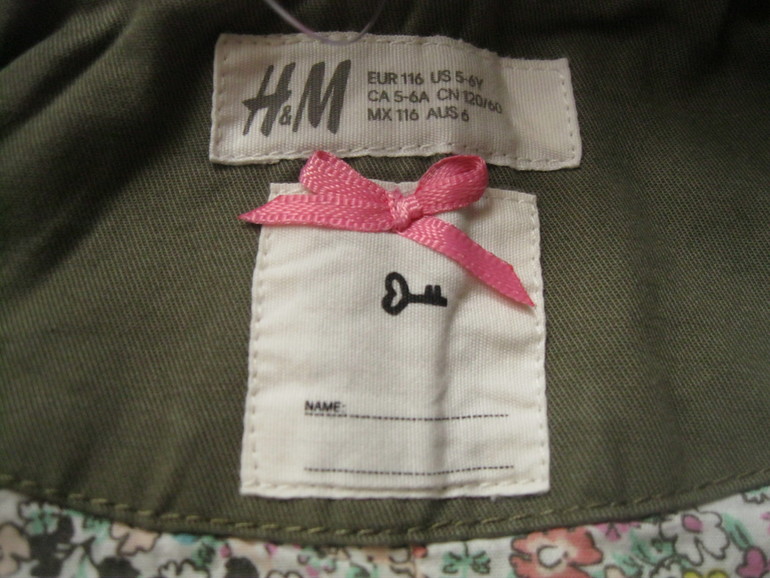 H&M
EUR 116 US 5-6Y
CA 5-6A CN 120/60
MX 116 AUS 6
NAME: